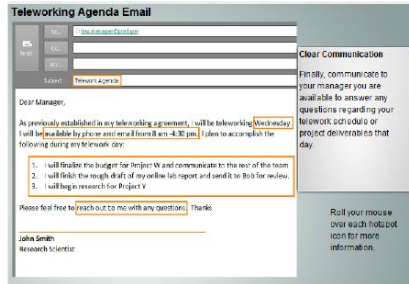 Teleworking Agenda Email
To...
Cc...
Bcc...
Send
Subject:
Telework Agenda
Dear Manager,
As previously established in my teleworking agreement, I will be teleworking Wednesday.
I will be available by phone and email from 8 am -4:30 pm. I plan to accomplish the
following during my telework day:
1. I will finalize the budget for Project W and communicate to the rest of the team
2. I will finish the rough draft of my online lab report and send it to Bob for review.
3. I will begin research for Project Y
Please feel free to reach out to me with any questions. Thanks
John Smith
Research Scientist
Clear Communication
Finally, communicate to
your manager you are
available to answer any
questions regarding your
telework schedule or
project deliverables that
day.
Roll your mouse
over each hotspot
icon for more
information.